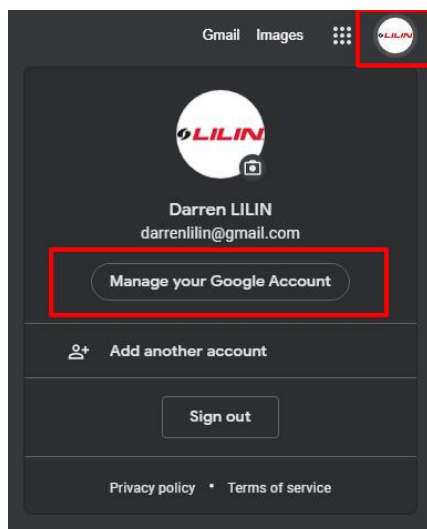 Gmail Images
LILIN
LILIN
Darren LILIN
darrenlilin@gmail.com
Manage your Google Account
Add another account
Sign out
Privacy policy • Terms of service